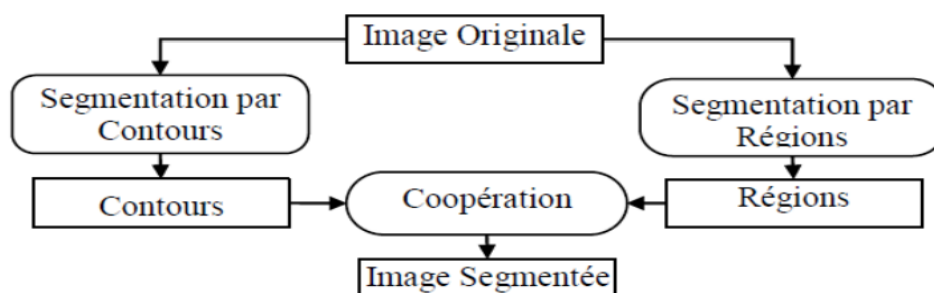 Image Originale
Segmentation par
Contours
Segmentation par
Régions
Contours
Coopération
Régions
Image Segmentée